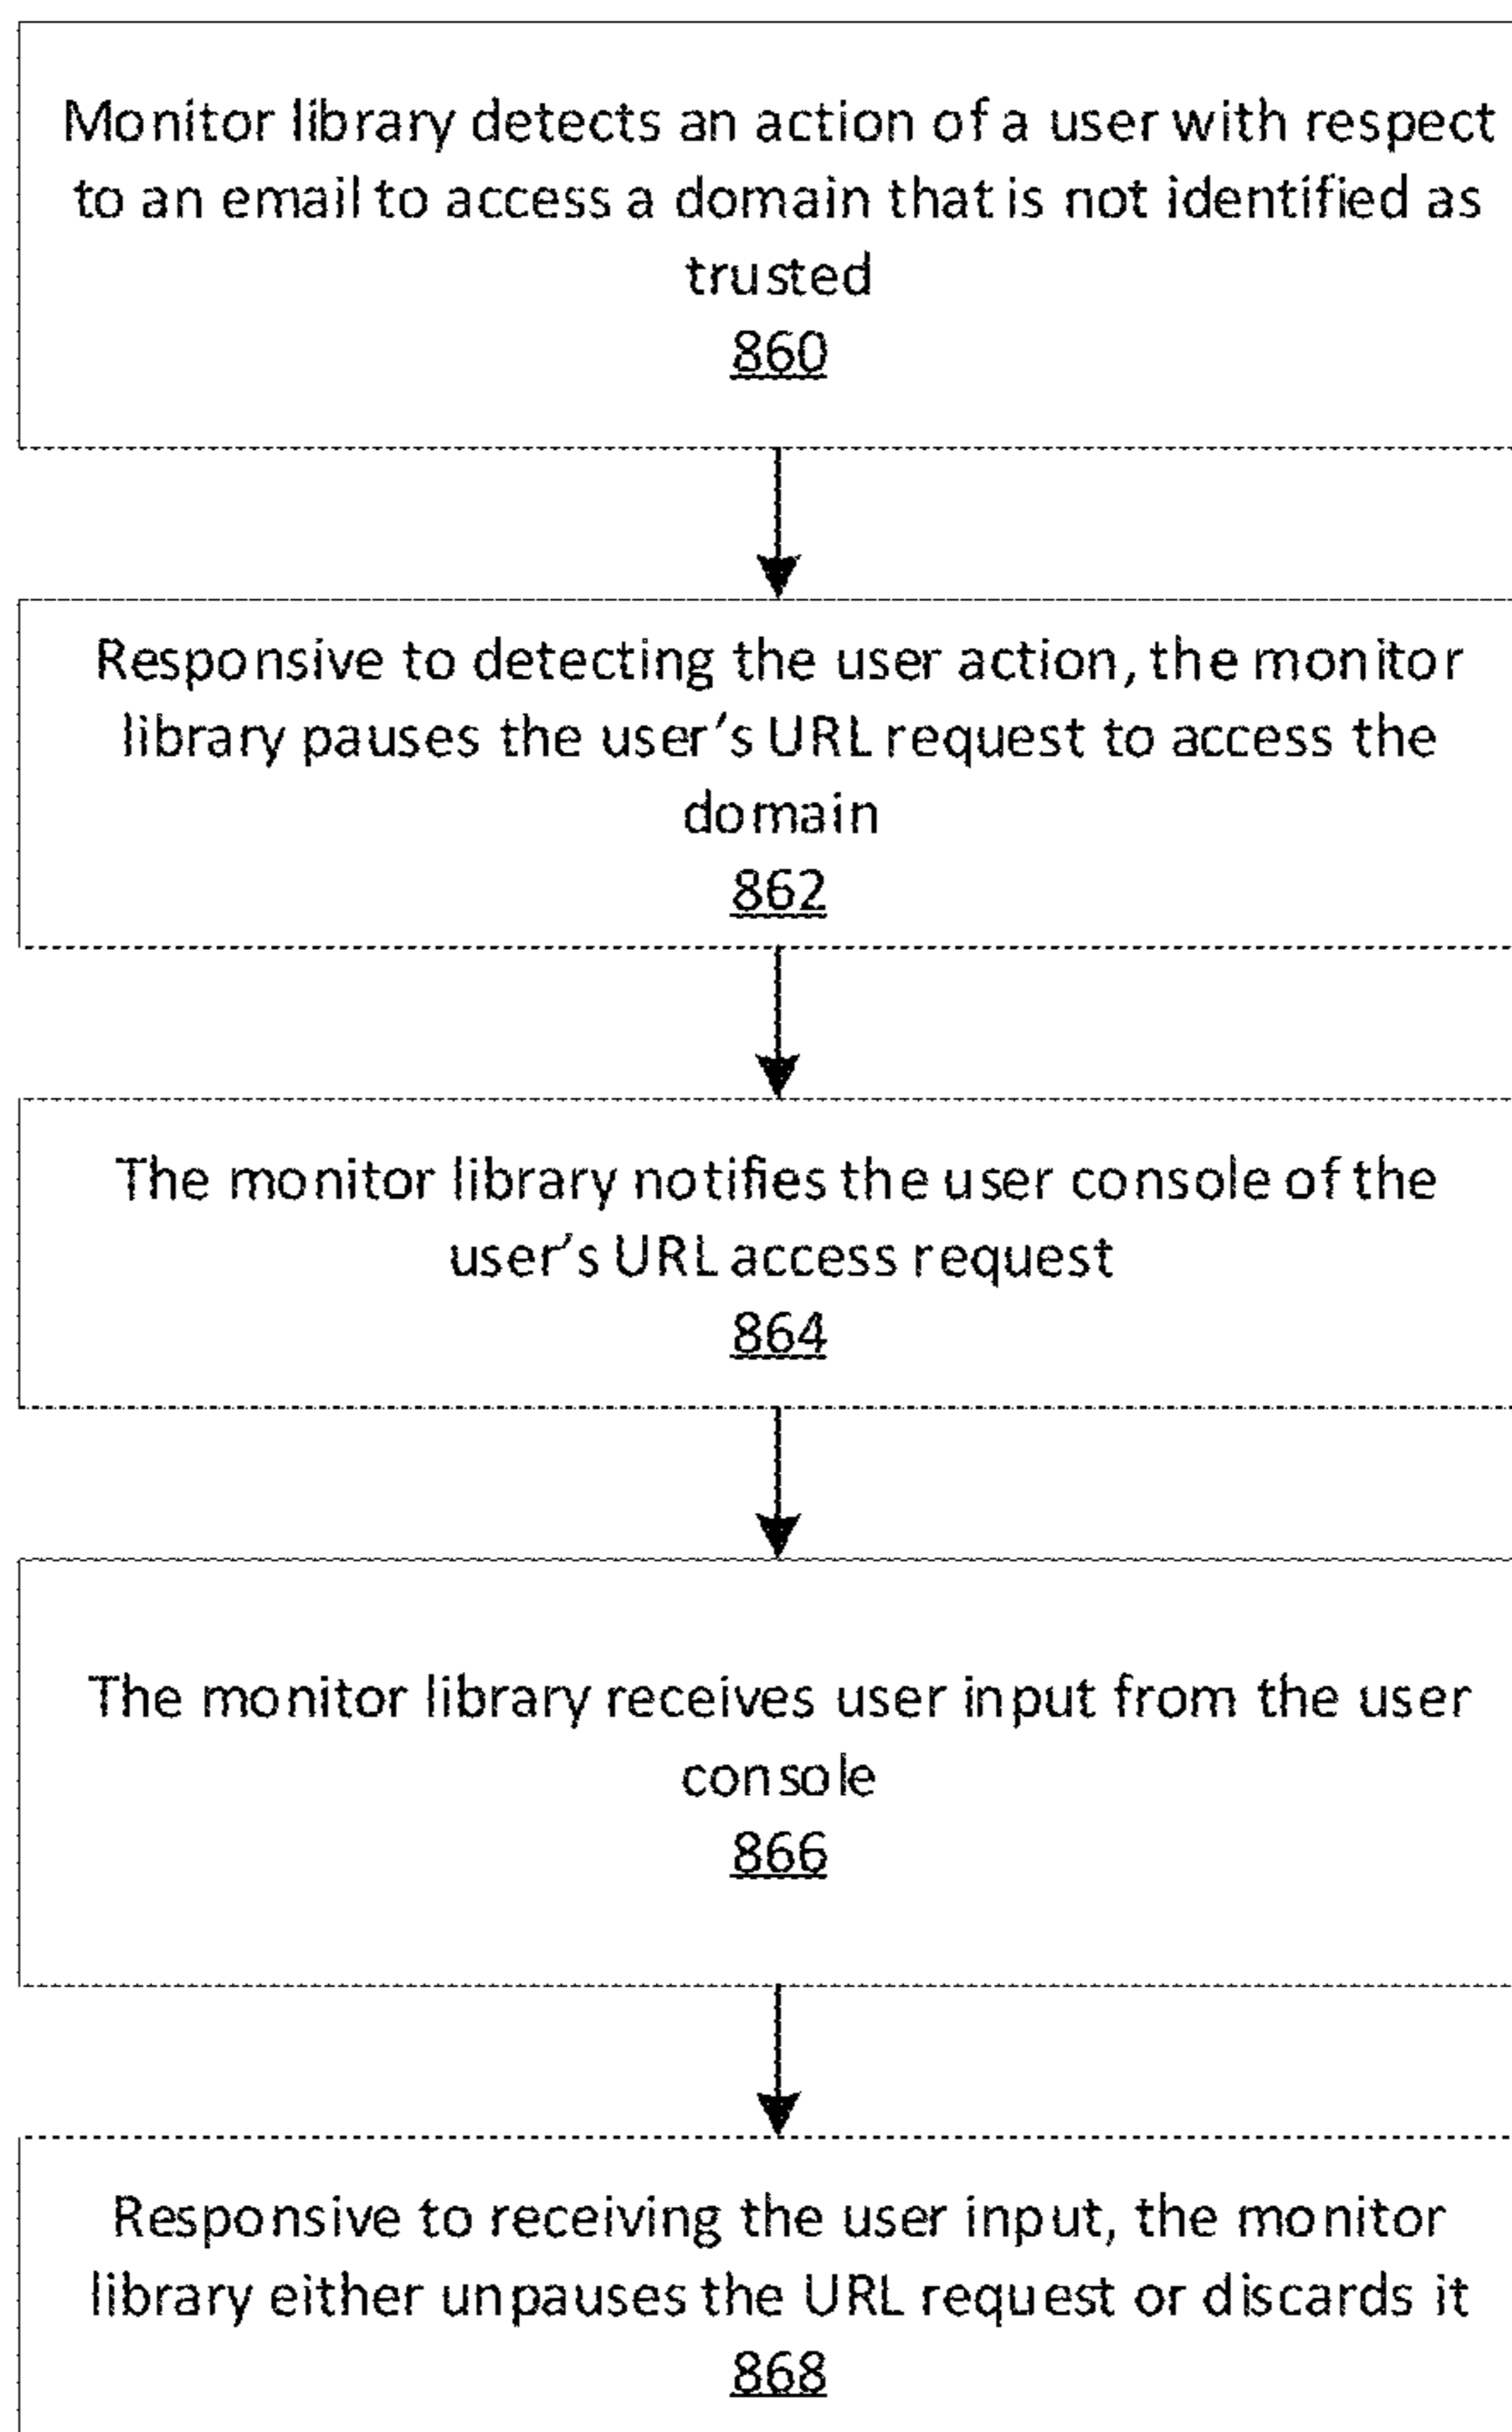 Monitor library detects an action of a user with respect
to an email to access a domain that is not identified as
trusted
860
Responsive to detecting the user action, the monitor
library pauses the user's URL request to access the
domain
862
The monitor library notifies the user console of the
user's URL access request
864
The monitor library receives user input from the user
console
866
Responsive to receiving the user input, the monitor
library either unpauses the URL request or discards it
868